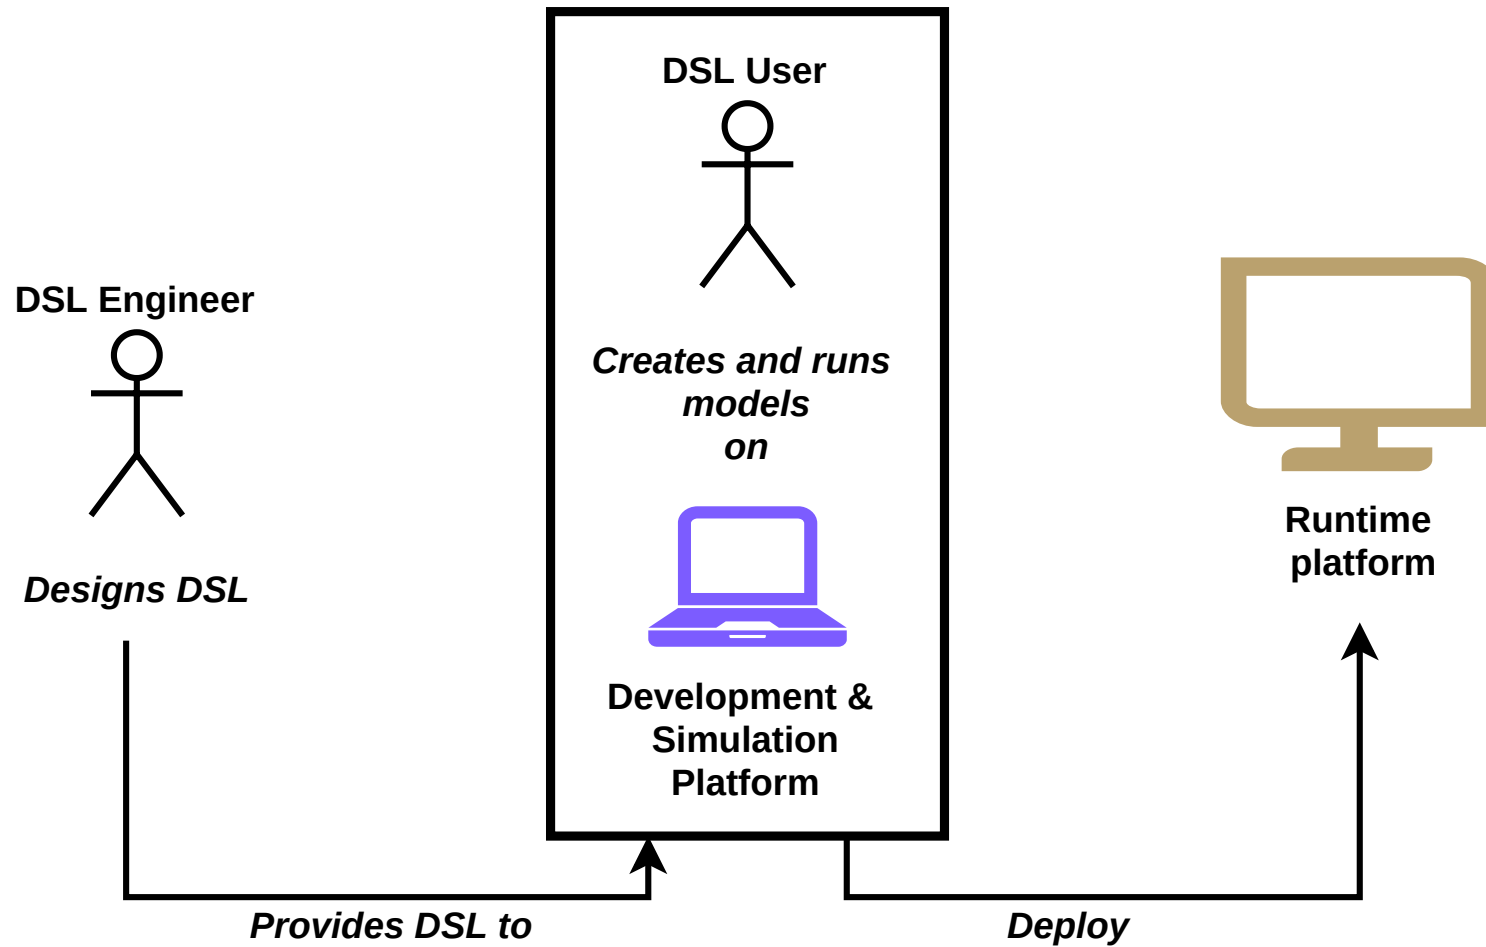 DSL User
DSL Engineer
Creates and runs
models
on
Designs DSL
Runtime
platform
Development &
Simulation
Platform
Provides DSL to
Deploy